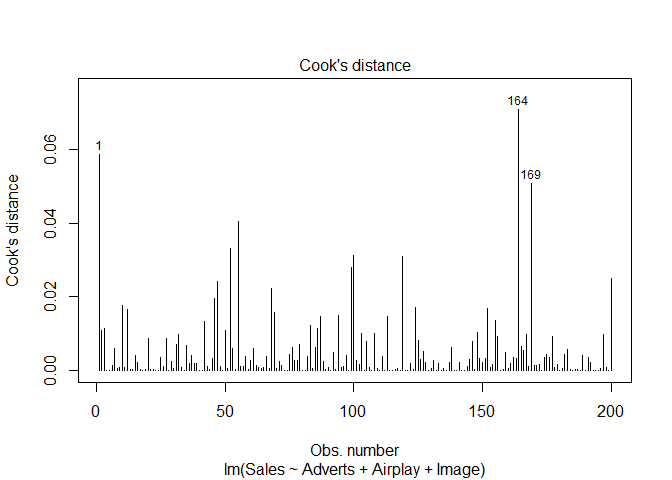 Cook's distance
164
1
169
Cook's distance
0.00
0.02
0.04
0.06
0 50 100 150 200
Obs. number
lm(Sales ~ Adverts + Airplay + Image)